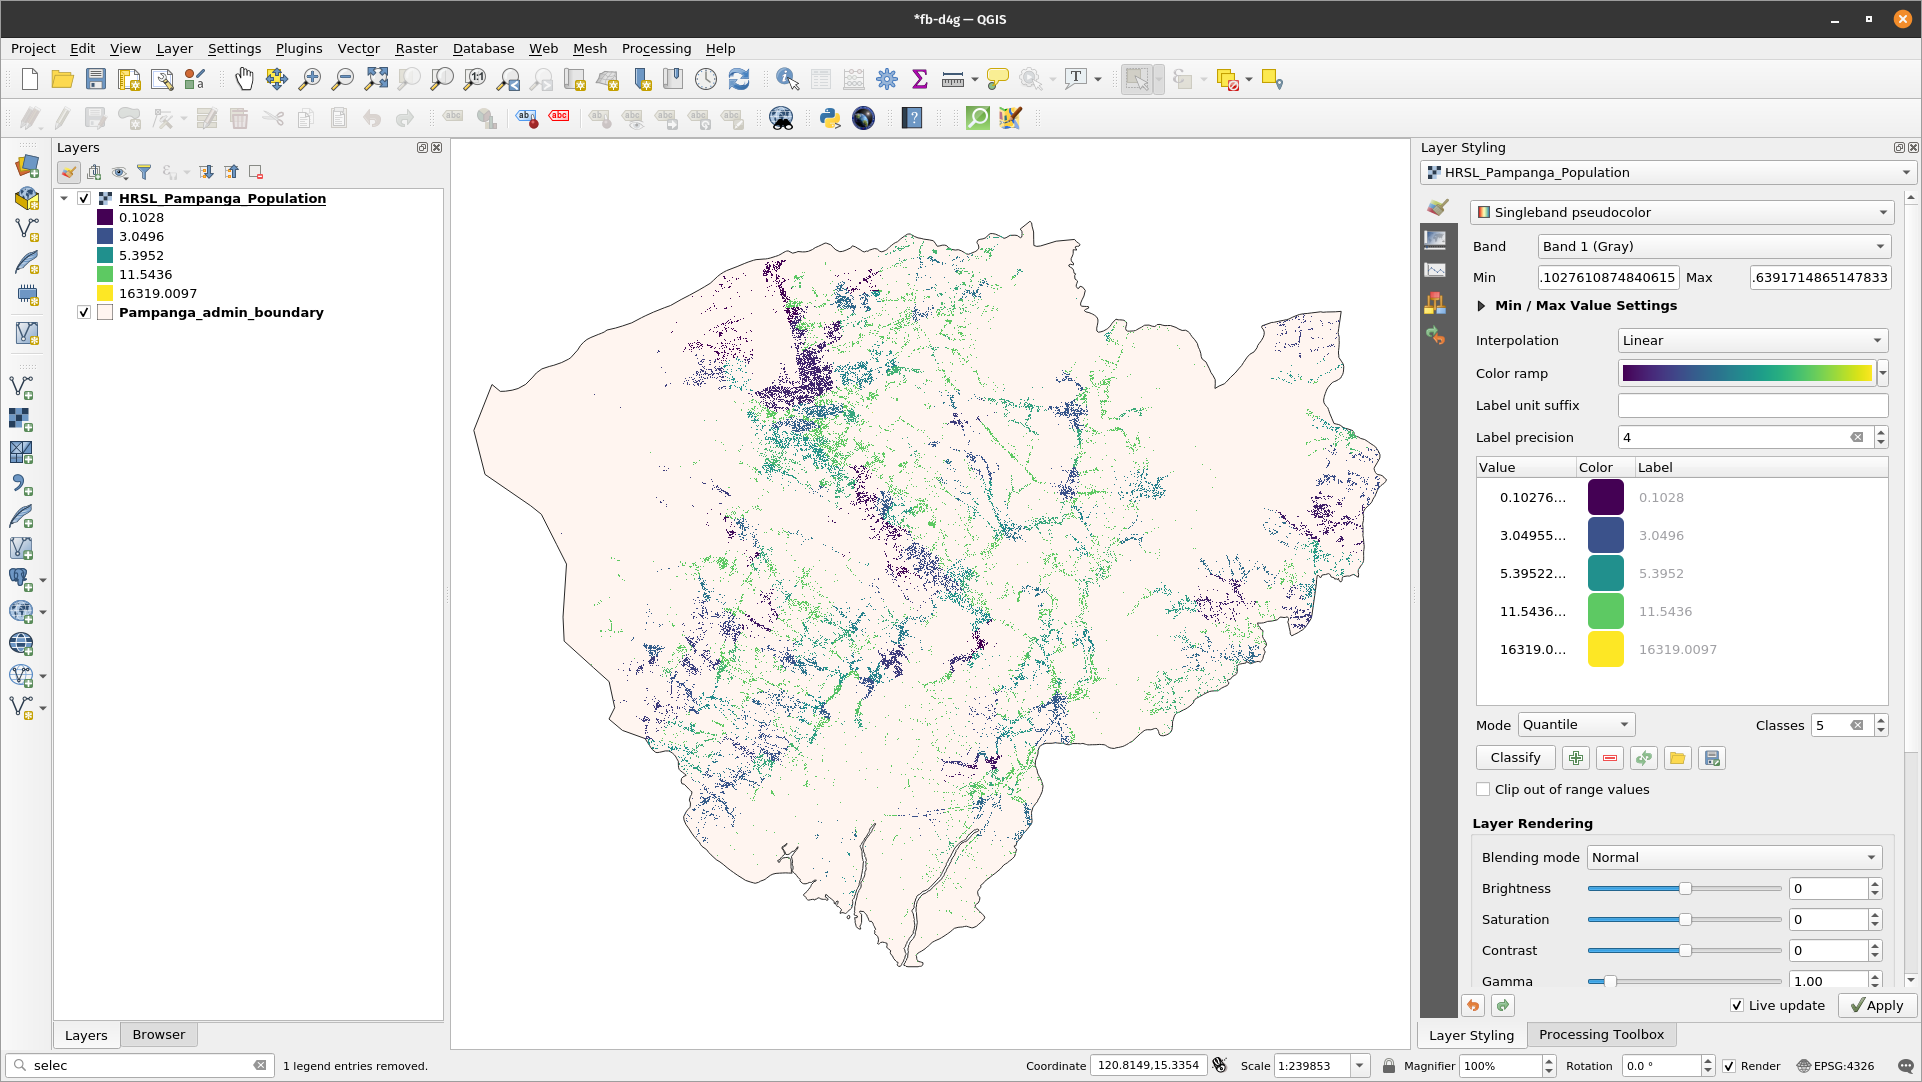 *fb-d4g — QGIS
Project Edit View Layer Settings Plugins Vector Raster Database Web Mesh Processing Help
Layers
HRSL_Pampanga_Population
0.1028
3.0496
5.3952
11.5436
16319.0097
Pampanga_admin_boundary
Layers Browser
selec
1 legend entries removed.
Layer Styling
HRSL_Pampanga_Population
Singleband pseudocolor
Band Band 1 (Gray)
Min .1027610874840615 Max .6391714865147833
Min / Max Value Settings
Interpolation Linear
Color ramp
Label unit suffix
Label precision 4
Value Color Label
0.10276... 0.1028
3.04955... 3.0496
5.39522... 5.3952
11.5436... 11.5436
16319.0... 16319.0097
Mode Quantile Classes 5
Classify
Clip out of range values
Layer Rendering
Blending mode Normal
Brightness 0
Saturation 0
Contrast 0
Gamma 1.00
Live update Apply
Layer Styling Processing Toolbox
Coordinate 120.8149,15.3354 Scale 1:239853 Magnifier 100% Rotation 0.0 ° Render EPSG:4326